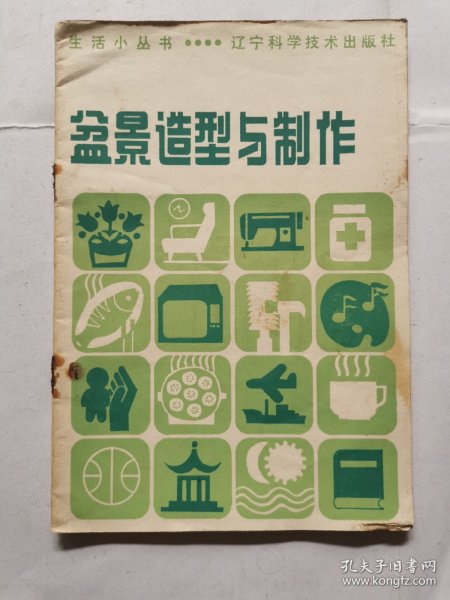 生活小丛书 •••• 辽宁科学技术出版社
盆景造型与制作
孔夫子旧书网
www.kongfz.com